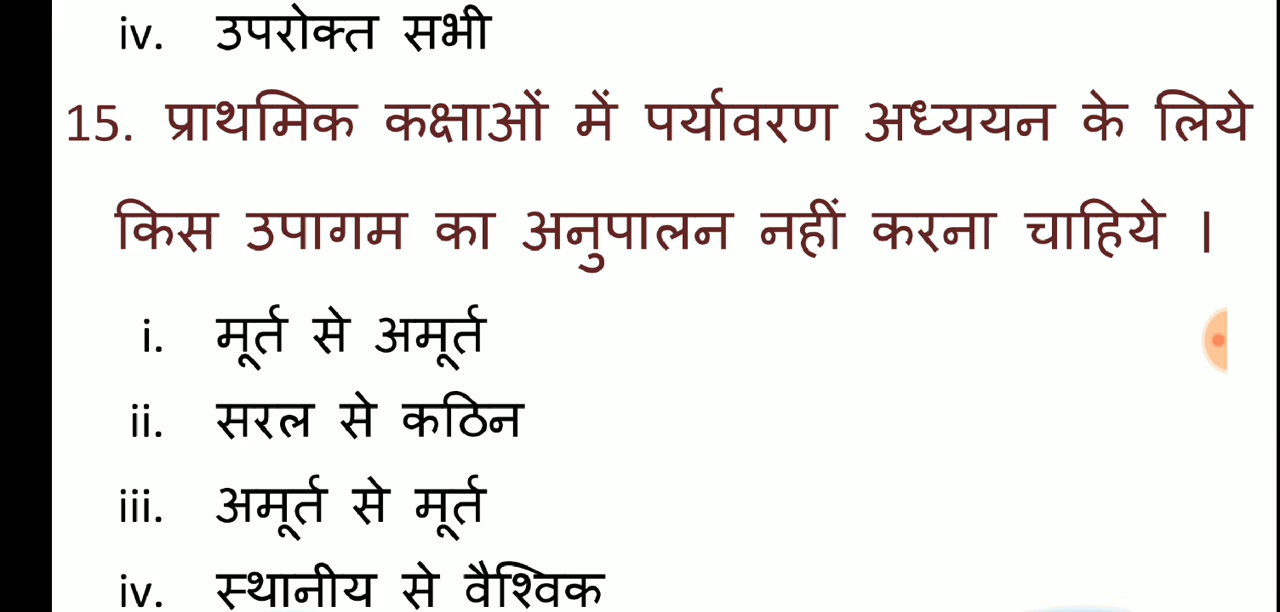 iv. उपरोक्त सभी
15. प्राथमिक कक्षाओं में पर्यावरण अध्ययन के लिये
किस उपागम का अनुपालन नहीं करना चाहिये ।
i. मूर्त से अमूर्त
ii. सरल से कठिन
iii. अमूर्त से मूर्त
iv. स्थानीय से वैश्विक